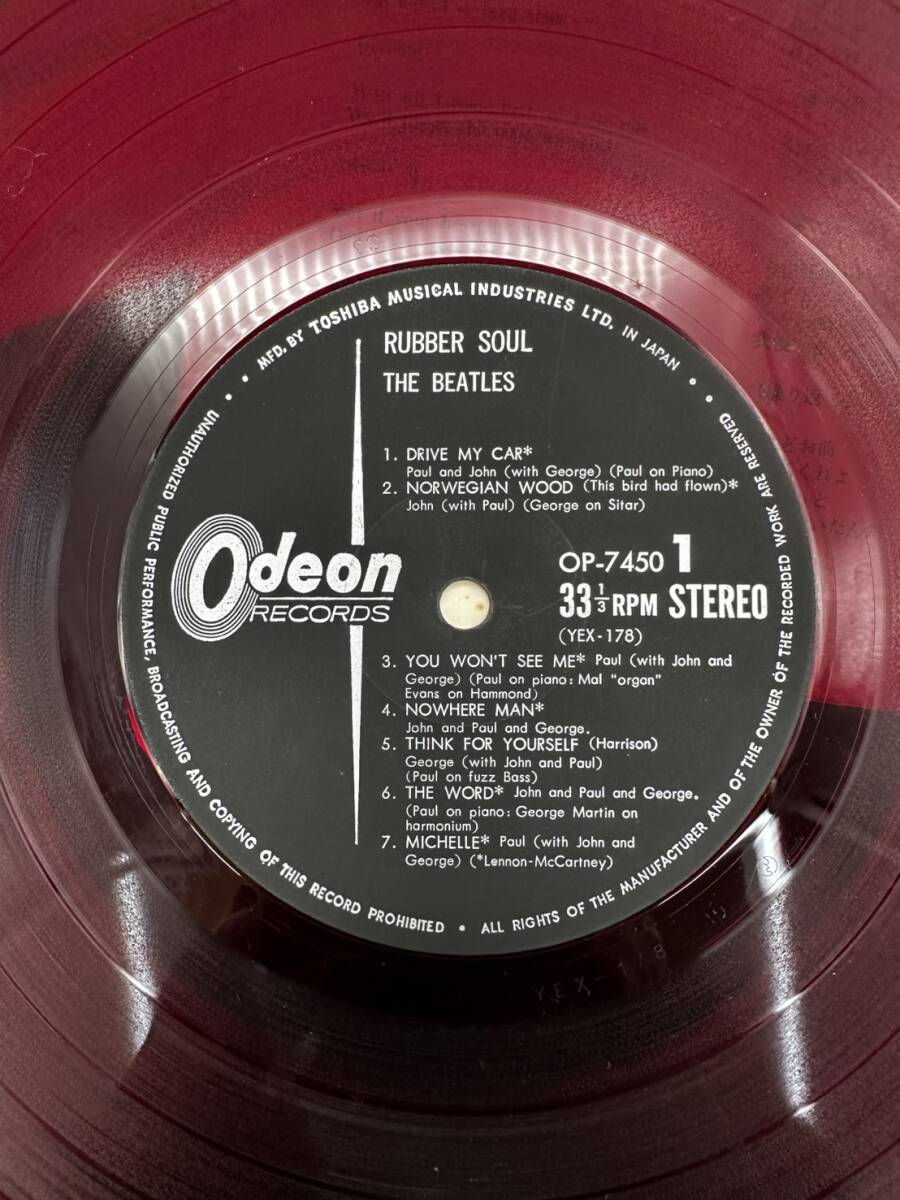 MFD. BY TOSHIBA MUSICAL INDUSTRIES LTD. IN JAPAN
RUBBER SOUL
THE BEATLES
1. DRIVE MY CAR*
Paul and John (with George) (Paul on Piano)
2. NORWEGIAN WOOD (This bird had flown)*
John (with Paul) (George on Sitar)
Odeon
RECORDS
OP-7450 1
33 1/3 RPM STEREO
(YEX-178)
3. YOU WON'T SEE ME* Paul (with John and
George) (Paul on piano: Mal "organ"
Evans on Hammond)
4. NOWHERE MAN*
John and Paul and George.
5. THINK FOR YOURSELF (Harrison)
George (with John and Paul)
(Paul on fuzz Bass)
6. THE WORD* John and Paul and George.
(Paul on piano: George Martin on
harmonium)
7. MICHELLE* Paul (with John and
George) (*Lennon-McCartney)
UNAUTHORIZED PUBLIC PERFORMANCE, BROADCASTING AND COPYING OF THIS RECORD PROHIBITED • ALL RIGHTS OF THE MANUFACTURER AND OF THE OWNER OF THE RECORDED WORK ARE RESERVED
YEX-178